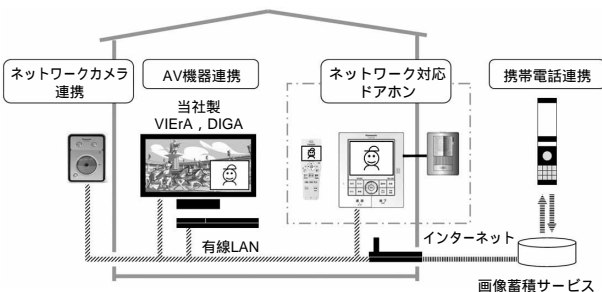 ネットワークカメラ
連携
AV機器連携
ネットワーク対応
ドアホン
携帯電話連携
当社製
VIErA , DIGA
有線LAN
インターネット
画像蓄積サービス